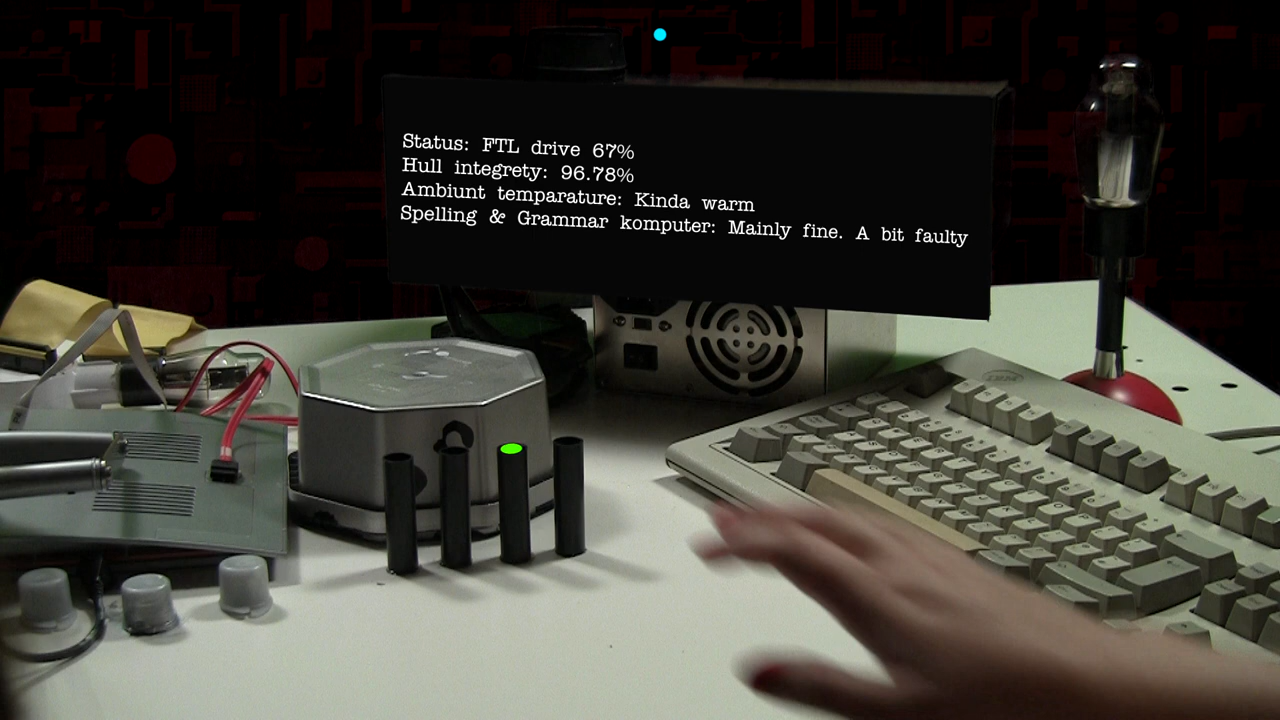 Status: FTL drive 67%
Hull integrety: 96.78%
Ambiunt temparature: Kinda warm
Spelling & Grammar komputer: Mainly fine. A bit faulty